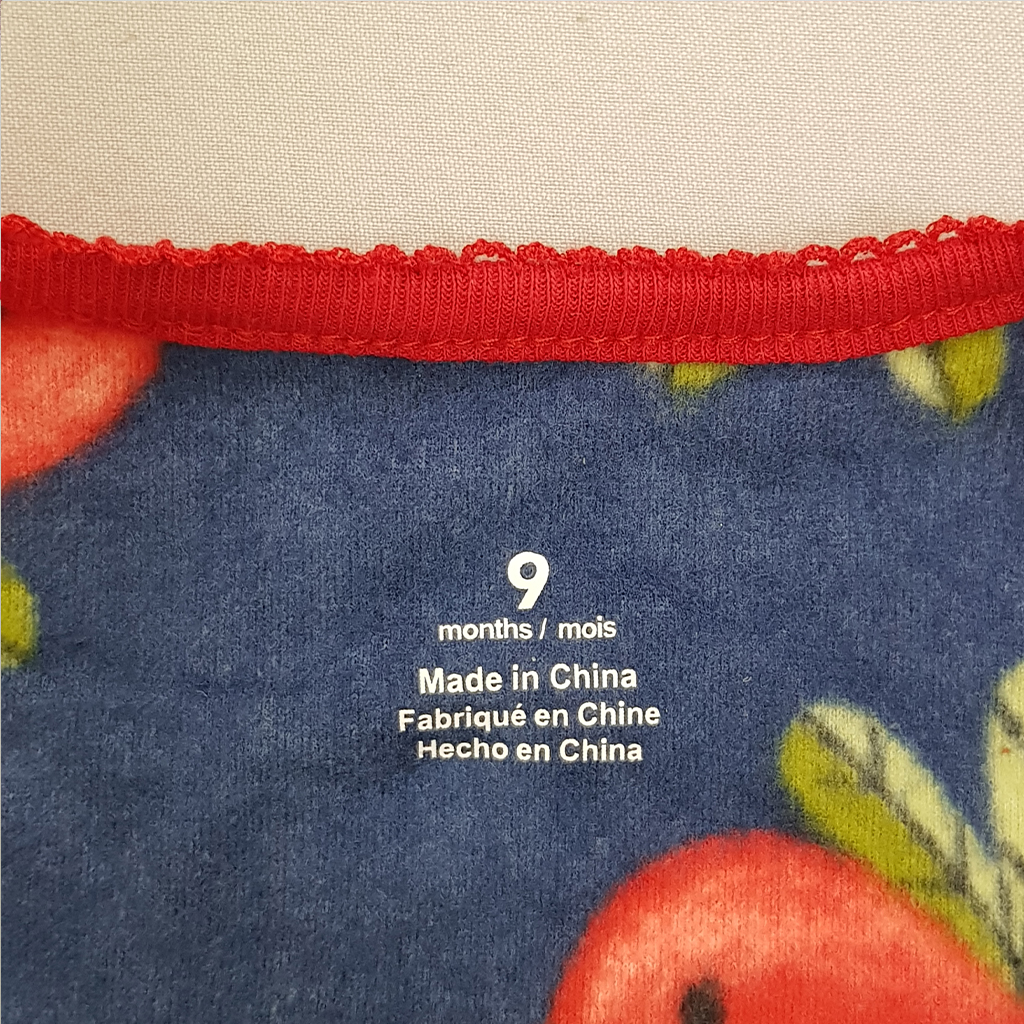 9
months / mois
Made in China
Fabriqué en Chine
Hecho en China